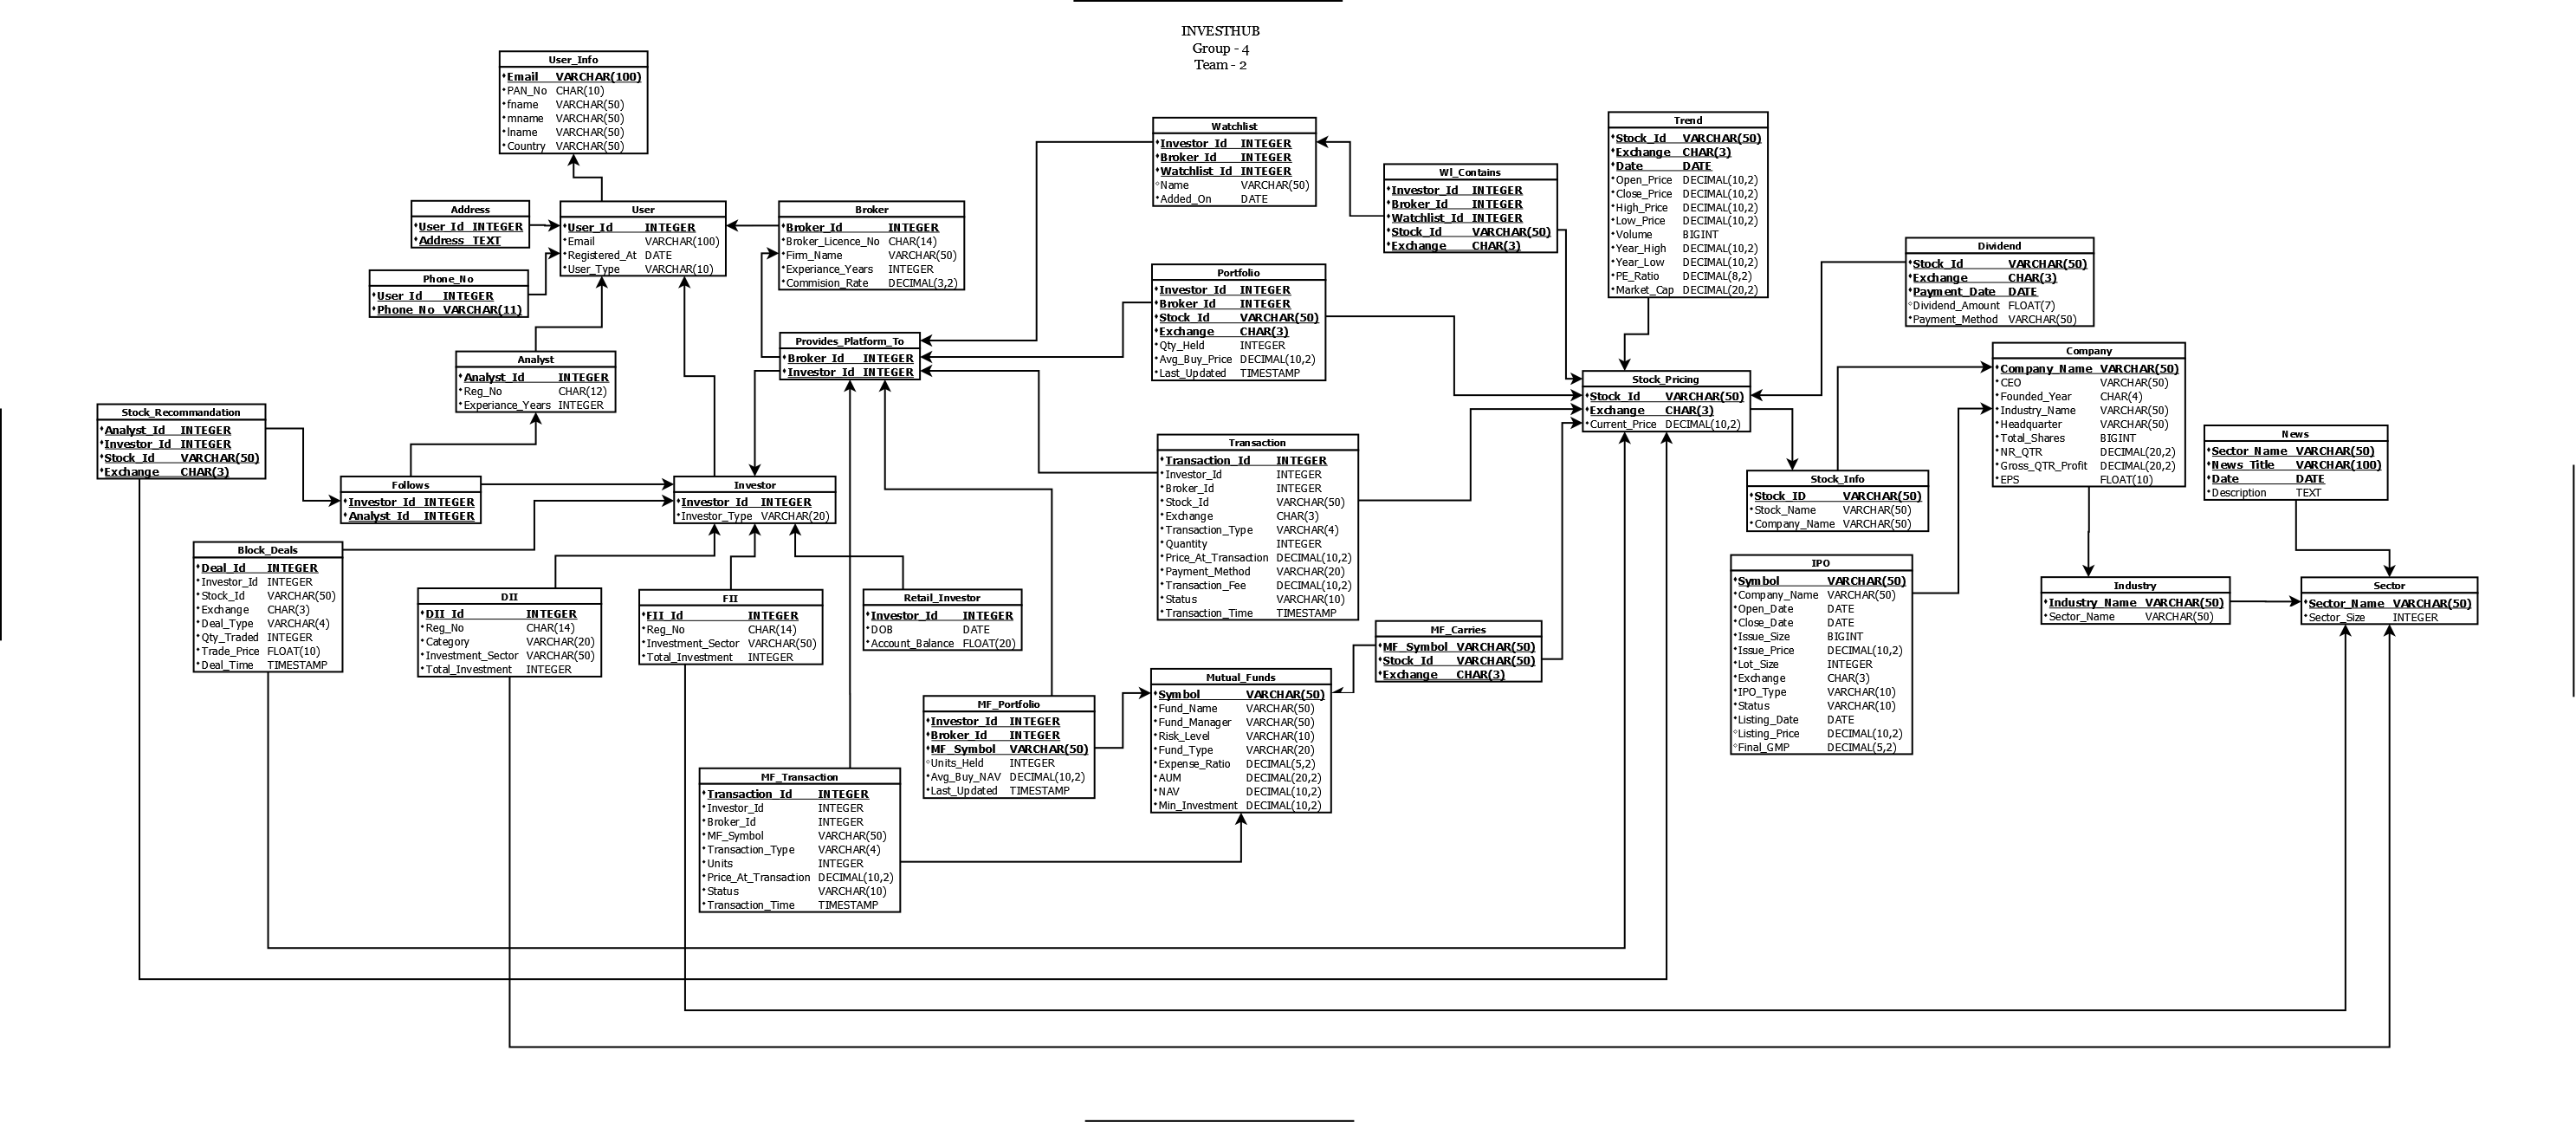 INVESTHUB
Group - 4
Team - 2
User_Info
Email VARCHAR(100)
PAN_No CHAR(10)
fname VARCHAR(50)
mname VARCHAR(50)
lname VARCHAR(50)
Country VARCHAR(50)
Address
User_Id INTEGER
Address TEXT
Phone_No
User_Id INTEGER
Phone_No VARCHAR(11)
User
User_Id INTEGER
Email VARCHAR(100)
Registered_At DATE
User_Type VARCHAR(10)
Broker
Broker_Id INTEGER
Broker_Licence_No CHAR(14)
Firm_Name VARCHAR(50)
Experiance_Years INTEGER
Commision_Rate DECIMAL(3,2)
Analyst
Analyst_Id INTEGER
Reg_No CHAR(12)
Experiance_Years INTEGER
Provides_Platform_To
Broker_Id INTEGER
Investor_Id INTEGER
Stock_Recommandation
Analyst_Id INTEGER
Investor_Id INTEGER
Stock_Id VARCHAR(50)
Exchange CHAR(3)
Follows
Investor_Id INTEGER
Analyst_Id INTEGER
Investor
Investor_Id INTEGER
Investor_Type VARCHAR(20)
Block_Deals
Deal_Id INTEGER
Investor_Id INTEGER
Stock_Id VARCHAR(50)
Exchange CHAR(3)
Deal_Type VARCHAR(4)
Qty_Traded INTEGER
Trade_Price FLOAT(10)
Deal_Time TIMESTAMP
DII
DII_Id INTEGER
Reg_No CHAR(14)
Category VARCHAR(20)
Investment_Sector VARCHAR(50)
Total_Investment INTEGER
FII
FII_Id INTEGER
Reg_No CHAR(14)
Investment_Sector VARCHAR(50)
Total_Investment INTEGER
Retail_Investor
Investor_Id INTEGER
DOB DATE
Account_Balance FLOAT(20)
MF_Transaction
Transaction_Id INTEGER
Investor_Id INTEGER
Broker_Id INTEGER
MF_Symbol VARCHAR(50)
Transaction_Type VARCHAR(4)
Units INTEGER
Price_At_Transaction DECIMAL(10,2)
Status VARCHAR(10)
Transaction_Time TIMESTAMP
MF_Portfolio
Investor_Id INTEGER
Broker_Id INTEGER
MF_Symbol VARCHAR(50)
Units_Held INTEGER
Avg_Buy_NAV DECIMAL(10,2)
Last_Updated TIMESTAMP
Watchlist
Investor_Id INTEGER
Broker_Id INTEGER
Watchlist_Id INTEGER
Name VARCHAR(50)
Added_On DATE
Wl_Contains
Investor_Id INTEGER
Broker_Id INTEGER
Watchlist_Id INTEGER
Stock_Id VARCHAR(50)
Exchange CHAR(3)
Portfolio
Investor_Id INTEGER
Broker_Id INTEGER
Stock_Id VARCHAR(50)
Exchange CHAR(3)
Qty_Held INTEGER
Avg_Buy_Price DECIMAL(10,2)
Last_Updated TIMESTAMP
Transaction
Transaction_Id INTEGER
Investor_Id INTEGER
Broker_Id INTEGER
Stock_Id VARCHAR(50)
Exchange CHAR(3)
Transaction_Type VARCHAR(4)
Quantity INTEGER
Price_At_Transaction DECIMAL(10,2)
Payment_Method VARCHAR(20)
Transaction_Fee DECIMAL(10,2)
Status VARCHAR(10)
Transaction_Time TIMESTAMP
MF_Carries
MF_Symbol VARCHAR(50)
Stock_Id VARCHAR(50)
Exchange CHAR(3)
Mutual_Funds
Symbol VARCHAR(50)
Fund_Name VARCHAR(50)
Fund_Manager VARCHAR(50)
Risk_Level VARCHAR(10)
Fund_Type VARCHAR(20)
Expense_Ratio DECIMAL(5,2)
AUM DECIMAL(20,2)
NAV DECIMAL(10,2)
Min_Investment DECIMAL(10,2)
Trend
Stock_Id VARCHAR(50)
Exchange CHAR(3)
Date DATE
Open_Price DECIMAL(10,2)
Close_Price DECIMAL(10,2)
High_Price DECIMAL(10,2)
Low_Price DECIMAL(10,2)
Volume BIGINT
Year_High DECIMAL(10,2)
Year_Low DECIMAL(10,2)
PE_Ratio DECIMAL(8,2)
Market_Cap DECIMAL(20,2)
Stock_Pricing
Stock_Id VARCHAR(50)
Exchange CHAR(3)
Current_Price DECIMAL(10,2)
Dividend
Stock_Id VARCHAR(50)
Exchange CHAR(3)
Payment_Date DATE
Dividend_Amount FLOAT(7)
Payment_Method VARCHAR(50)
Company
Company_Name VARCHAR(50)
CEO VARCHAR(50)
Founded_Year CHAR(4)
Industry_Name VARCHAR(50)
Headquarter VARCHAR(50)
Total_Shares BIGINT
NR_QTR DECIMAL(20,2)
Gross_QTR_Profit DECIMAL(20,2)
EPS FLOAT(10)
Stock_Info
Stock_ID VARCHAR(50)
Stock_Name VARCHAR(50)
Company_Name VARCHAR(50)
News
Sector_Name VARCHAR(50)
News_Title VARCHAR(100)
Date DATE
Description TEXT
IPO
Symbol VARCHAR(50)
Company_Name VARCHAR(50)
Open_Date DATE
Close_Date DATE
Issue_Size BIGINT
Issue_Price DECIMAL(10,2)
Lot_Size INTEGER
Exchange CHAR(3)
IPO_Type VARCHAR(10)
Status VARCHAR(10)
Listing_Date DATE
Listing_Price DECIMAL(10,2)
Final_GMP DECIMAL(5,2)
Industry
Industry_Name VARCHAR(50)
Sector_Name VARCHAR(50)
Sector
Sector_Name VARCHAR(50)
Sector_Size INTEGER